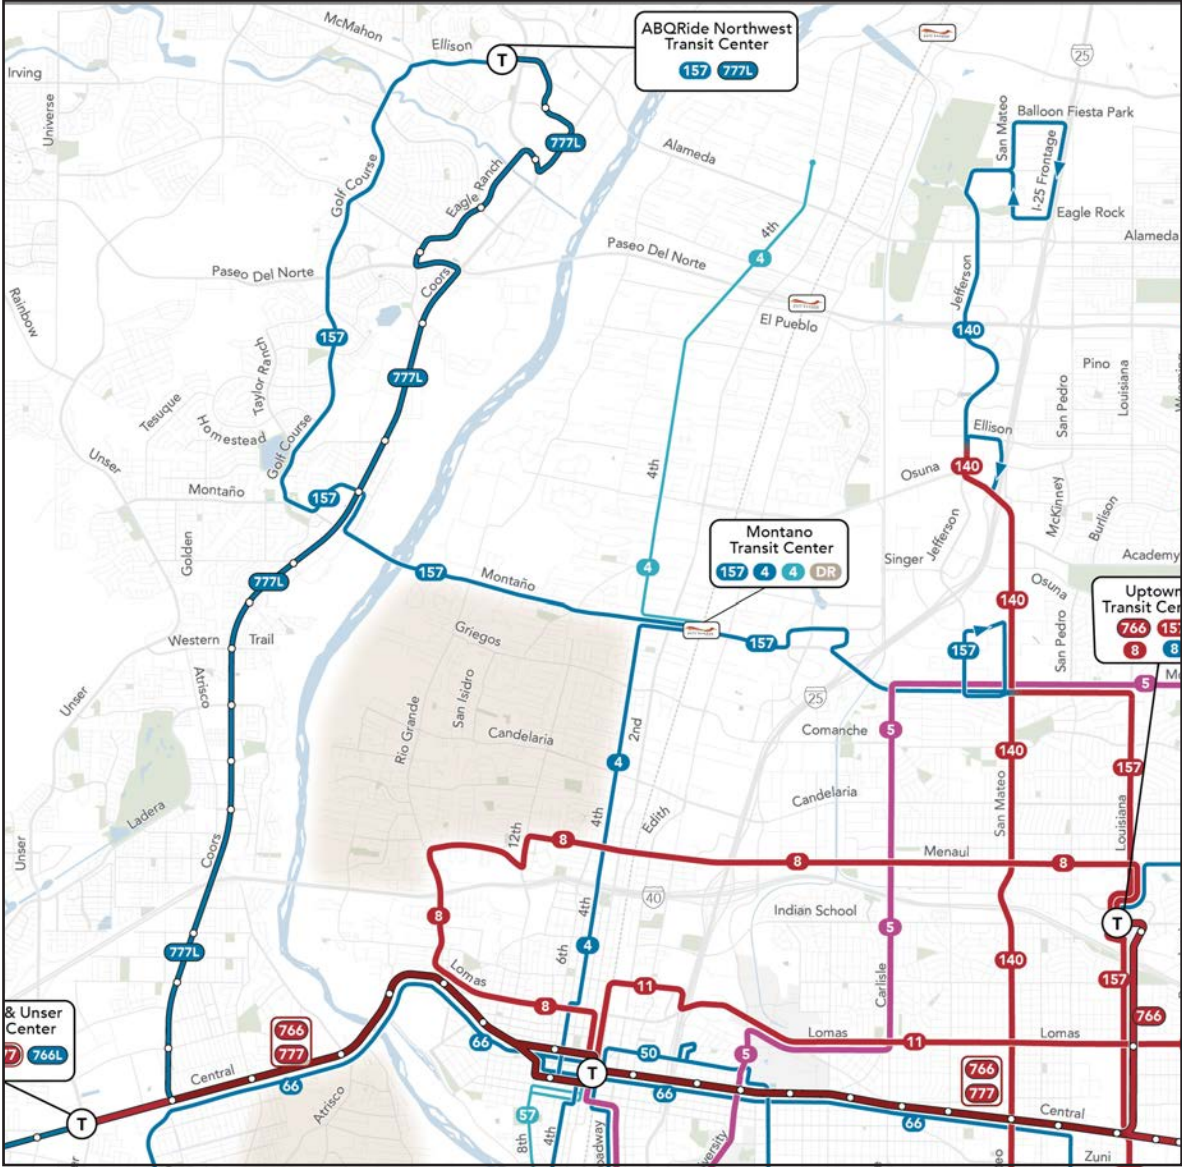 McMahon
Ellison
ABQRide Northwest
Transit Center
157 777L
T
25
Irving
Universe
San Mateo
Balloon Fiesta Park
I-25 Frontage
Eagle Rock
777L
Alameda
Golf Course
Eagle Ranch
4th
4
Alameda
Paseo Del Norte
Paseo Del Norte
Coors
Jefferson
Rainbow
El Pueblo
140
157
777L
Pino
Louisiana
San Pedro
Taylor Ranch
Tesuque
Homestead
Golf Course
Ellison
Unser
Osuna
140
4th
Montaño
157
McKinney
Burlison
Jefferson
Golden
Montano
Transit Center
157 4 4 DR
Singer
Academy
777L
157
Montaño
4
Osuna
140
Uptown
Transit Cen
766 157
8 8
Griegos
Western Trail
157
157
San Pedro
Atrisco
San Isidro
5
Unser
25
Rio Grande
Candelaria
2nd
Comanche
5
140
4
157
Candelaria
San Mateo
Louisiana
Ladera
Edith
4th
12th
8
8
Menaul
8
Unser
Coors
40
4th
Indian School
8
5
T
6th
4
777L
140
Lomas
157
Carlisle
11
8
766
& Unser
Center
77 766L
766
777
66
Lomas
11
Lomas
50
5
T
766
777
Central
66
66
66
Central
Atrisco
57
T
8th
4th
oadway
versity
eo
Zuni